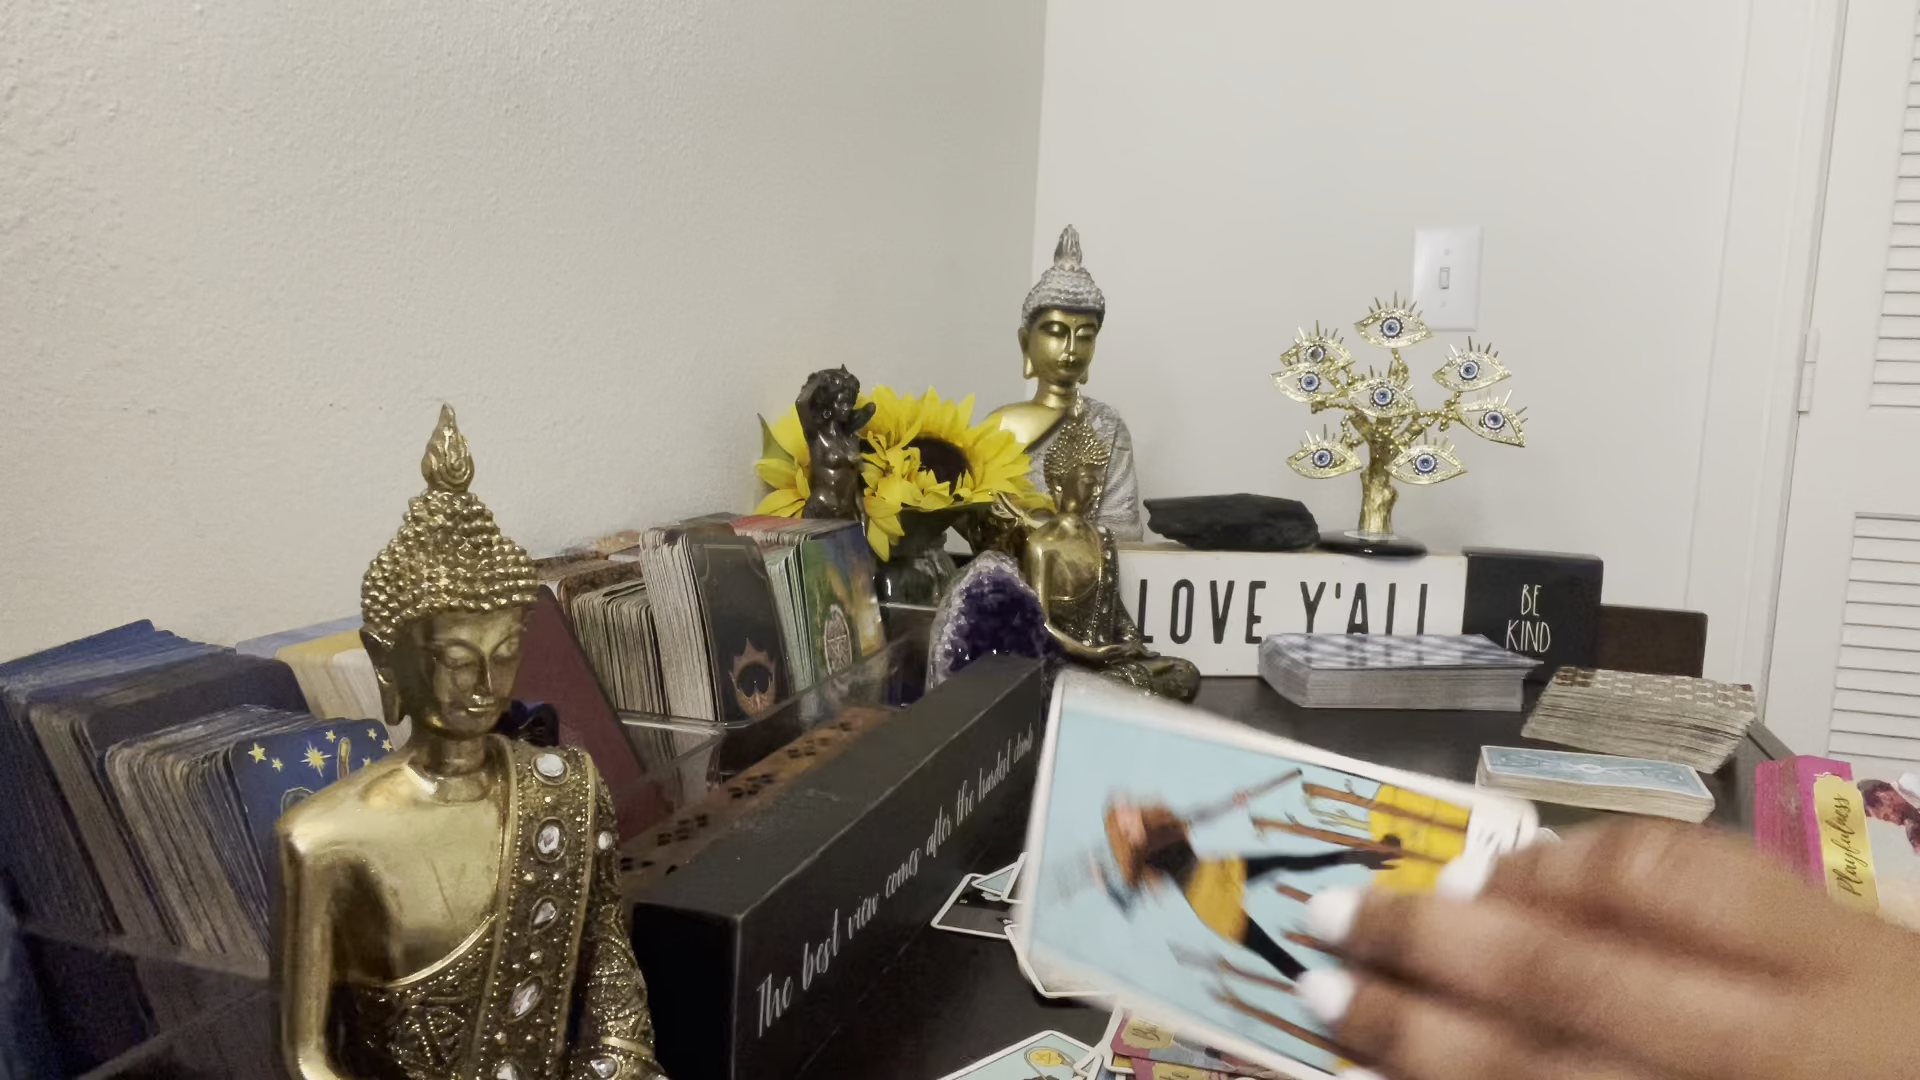 LOVE Y'ALL
BE
KIND
The best view comes after the hardest climb
Playfulness